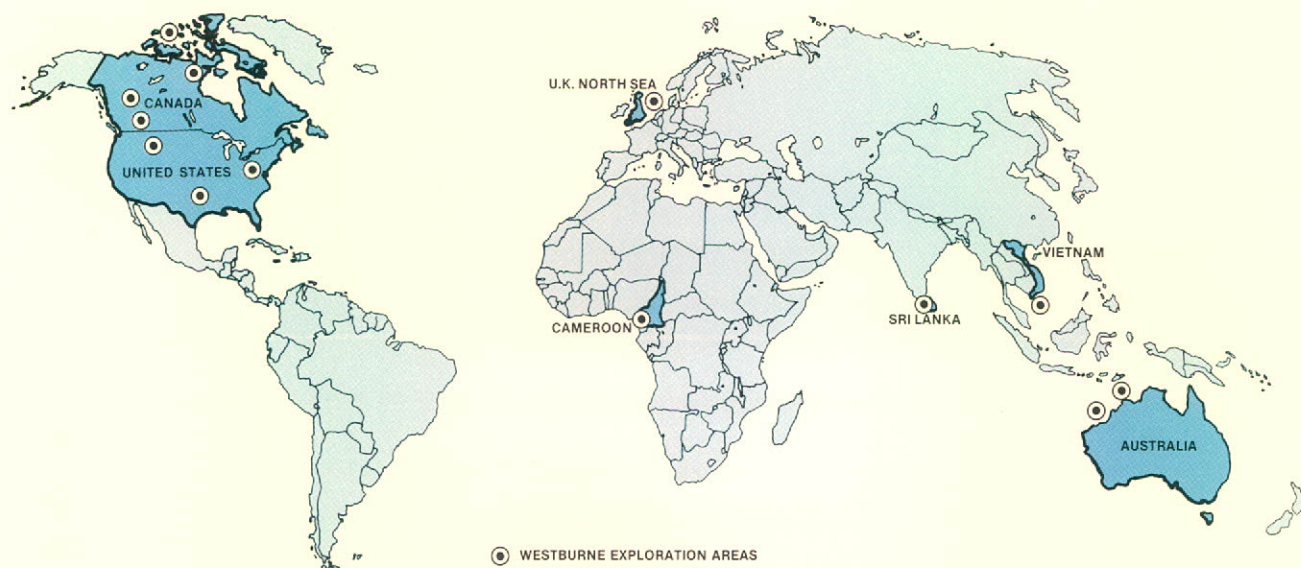 U.K. NORTH SEA
CANADA
UNITED STATES
VIETNAM
CAMEROON
SRI LANKA
AUSTRALIA
WESTBURNE EXPLORATION AREAS